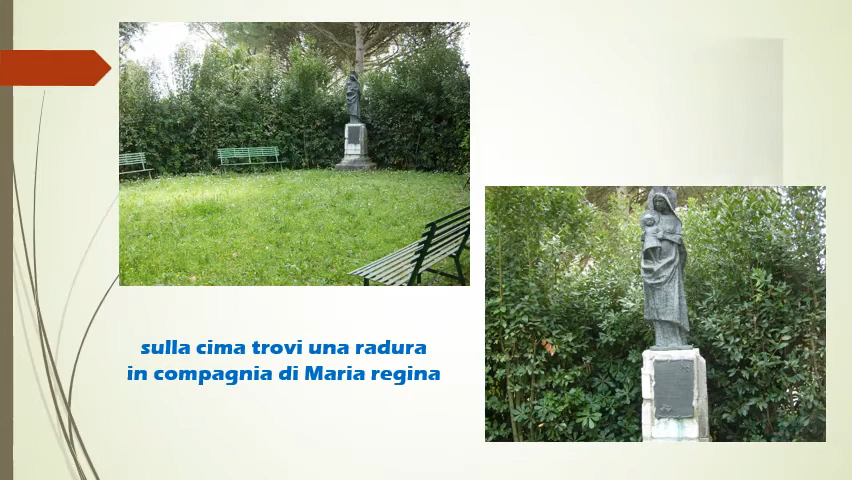 sulla cima trovi una radura
in compagnia di Maria regina